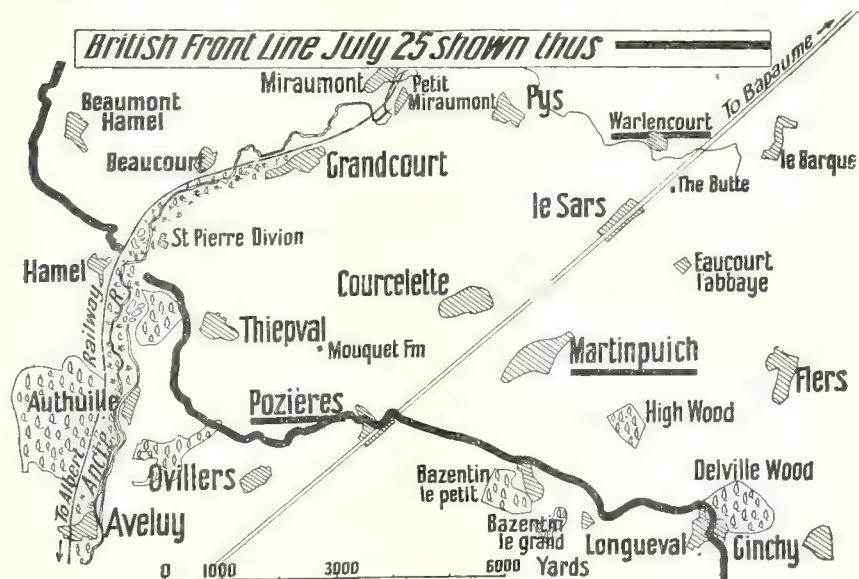 British Front Line July 25 shown thus
To Bapaume
Miraumont
Petit
Miraumont
Pys
Beaumont
Hamel
Warlencourt
le Barque
Beaucourt
Grandcourt
The Butte
le Sars
St Pierre Divion
Hamel
Eaucourt
l'abbaye
Courcelette
Railway
R.
Thiepval
Mouquet Fm
Martinpuich
Flers
Authuille
Pozières
High Wood
Ancre
To Albert
Ovillers
Bazentin
le petit
Delville Wood
Aveluy
Bazentin
le grand
Longueval
Ginchy
0 1000 3000 6000 Yards